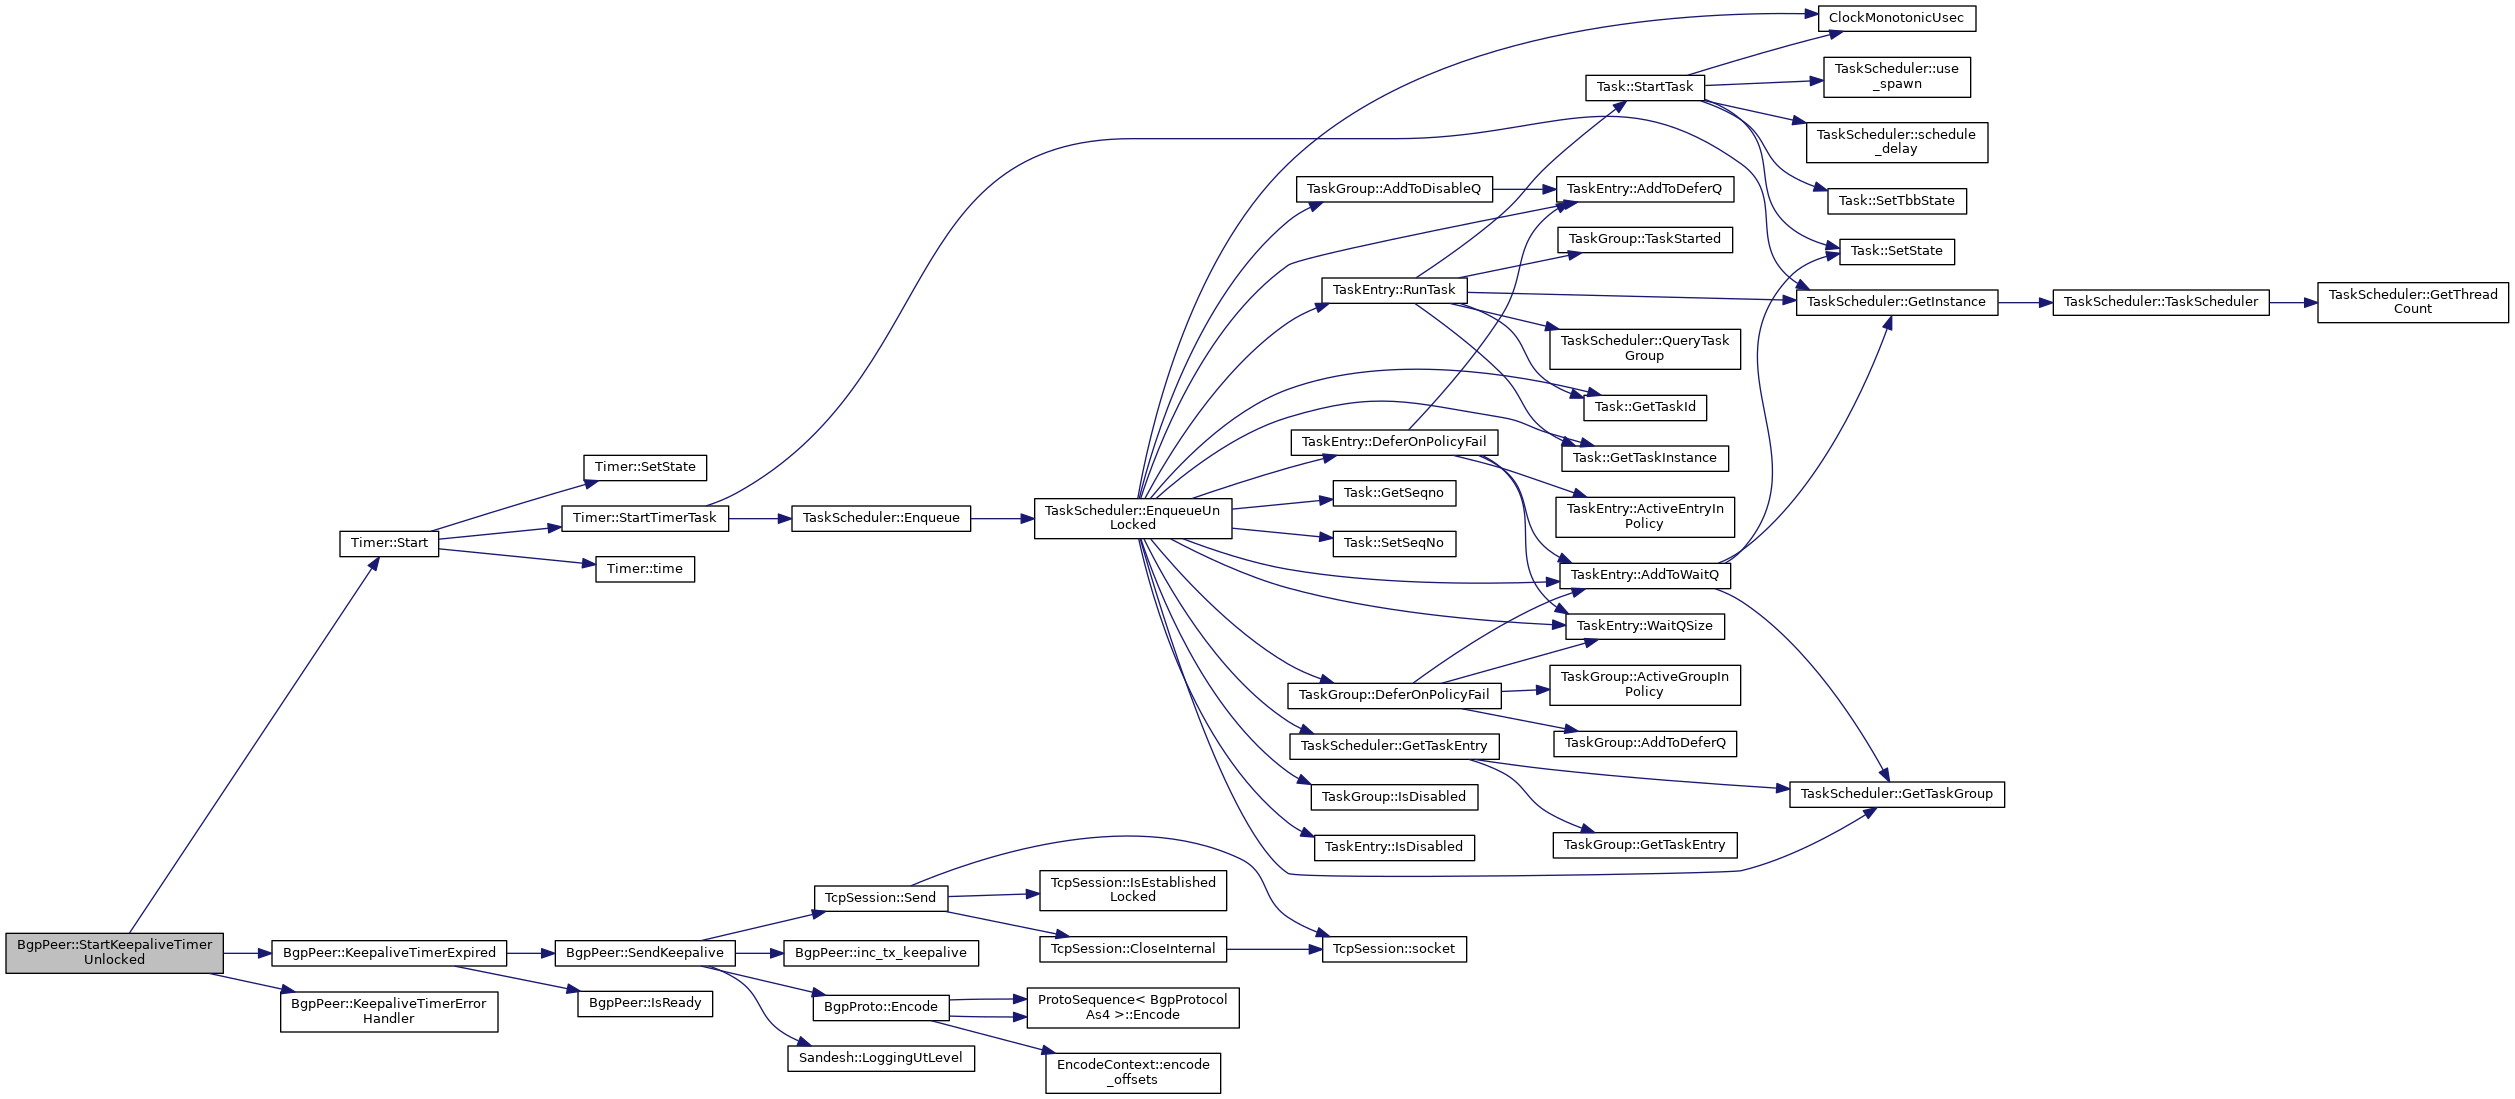 BgpPeer::StartKeepaliveTimer
Unlocked
Timer::Start
BgpPeer::KeepaliveTimerExpired
BgpPeer::KeepaliveTimerError
Handler
Timer::SetState
Timer::StartTimerTask
Timer::time
BgpPeer::SendKeepalive
BgpPeer::IsReady
TaskScheduler::Enqueue
TcpSession::Send
BgpPeer::inc_tx_keepalive
BgpProto::Encode
Sandesh::LoggingUtLevel
TaskScheduler::EnqueueUn
Locked
TcpSession::IsEstablished
Locked
TcpSession::CloseInternal
ProtoSequence< BgpProtocol
As4 >::Encode
EncodeContext::encode
_offsets
TaskGroup::AddToDisableQ
TaskEntry::RunTask
TaskEntry::DeferOnPolicyFail
Task::GetSeqno
Task::SetSeqNo
TaskGroup::DeferOnPolicyFail
TaskScheduler::GetTaskEntry
TaskGroup::IsDisabled
TaskEntry::IsDisabled
TcpSession::socket
Task::StartTask
TaskEntry::AddToDeferQ
TaskGroup::TaskStarted
TaskScheduler::QueryTask
Group
Task::GetTaskId
Task::GetTaskInstance
TaskEntry::ActiveEntryIn
Policy
TaskEntry::AddToWaitQ
TaskEntry::WaitQSize
TaskGroup::ActiveGroupIn
Policy
TaskGroup::AddToDeferQ
TaskGroup::GetTaskEntry
ClockMonotonicUsec
TaskScheduler::use
_spawn
TaskScheduler::schedule
_delay
Task::SetTbbState
Task::SetState
TaskScheduler::GetInstance
TaskScheduler::GetTaskGroup
TaskScheduler::TaskScheduler
TaskScheduler::GetThread
Count